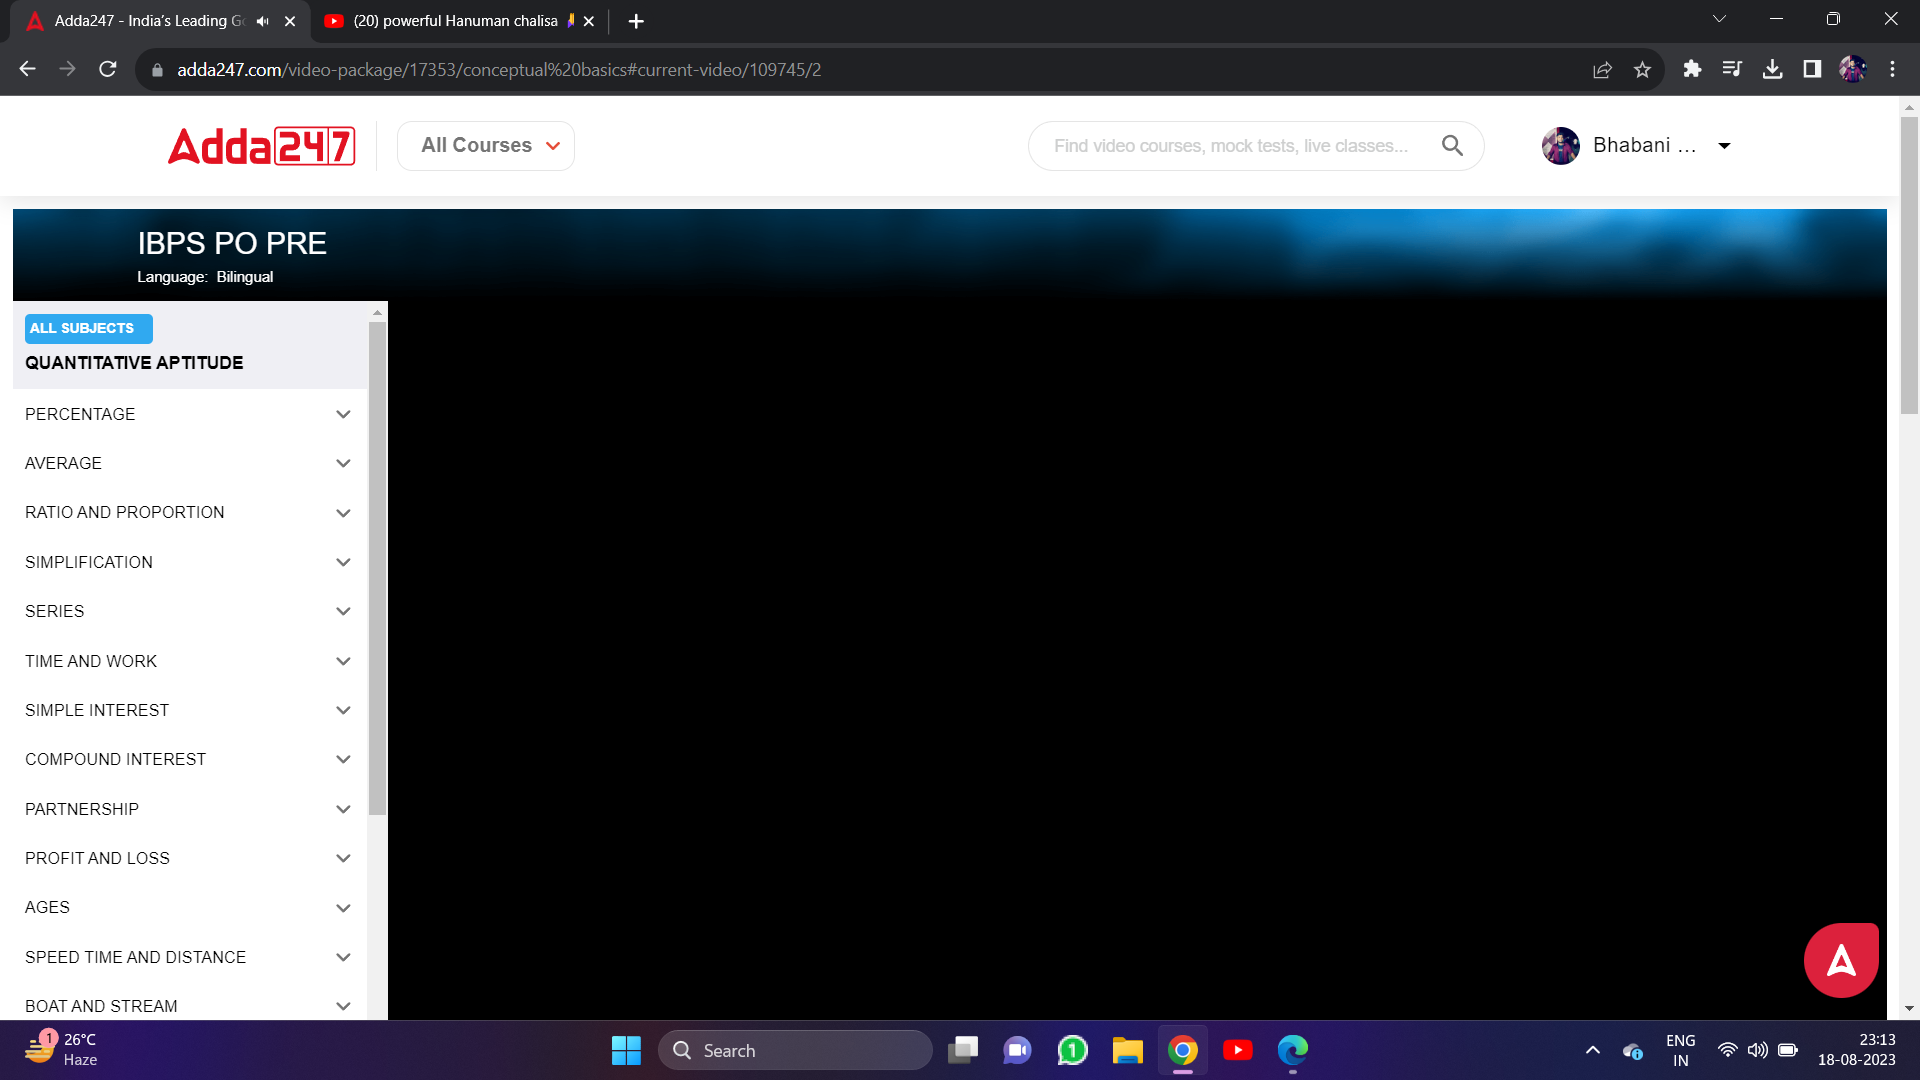 Adda247 - India's Leading Go
(20) powerful Hanuman chalisa
adda247.com/video-package/17353/conceptual%20basics#current-video/109745/2
Adda247
All Courses
Find video courses, mock tests, live classes...
Bhabani ...
IBPS PO PRE
Language: Bilingual
ALL SUBJECTS
QUANTITATIVE APTITUDE
PERCENTAGE
AVERAGE
RATIO AND PROPORTION
SIMPLIFICATION
SERIES
TIME AND WORK
SIMPLE INTEREST
COMPOUND INTEREST
PARTNERSHIP
PROFIT AND LOSS
AGES
SPEED TIME AND DISTANCE
BOAT AND STREAM
1
26°C
Haze
Search
1
ENG
IN
23:13
18-08-2023